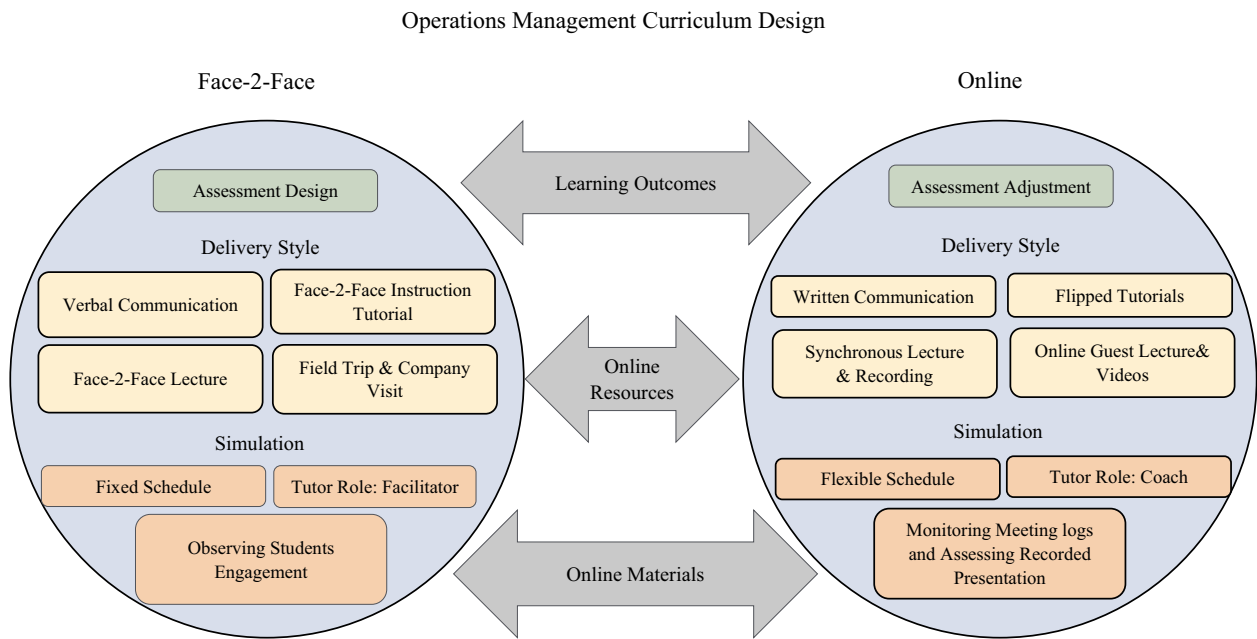 Operations Management Curriculum Design
Face-2-Face
Assessment Design
Delivery Style
Verbal Communication
Face-2-Face Instruction
Tutorial
Face-2-Face Lecture
Field Trip & Company
Visit
Simulation
Fixed Schedule
Tutor Role: Facilitator
Observing Students
Engagement
Learning Outcomes
Online
Resources
Online Materials
Online
Assessment Adjustment
Delivery Style
Written Communication
Flipped Tutorials
Synchronous Lecture
& Recording
Online Guest Lecture&
Videos
Simulation
Flexible Schedule
Tutor Role: Coach
Monitoring Meeting logs
and Assessing Recorded
Presentation